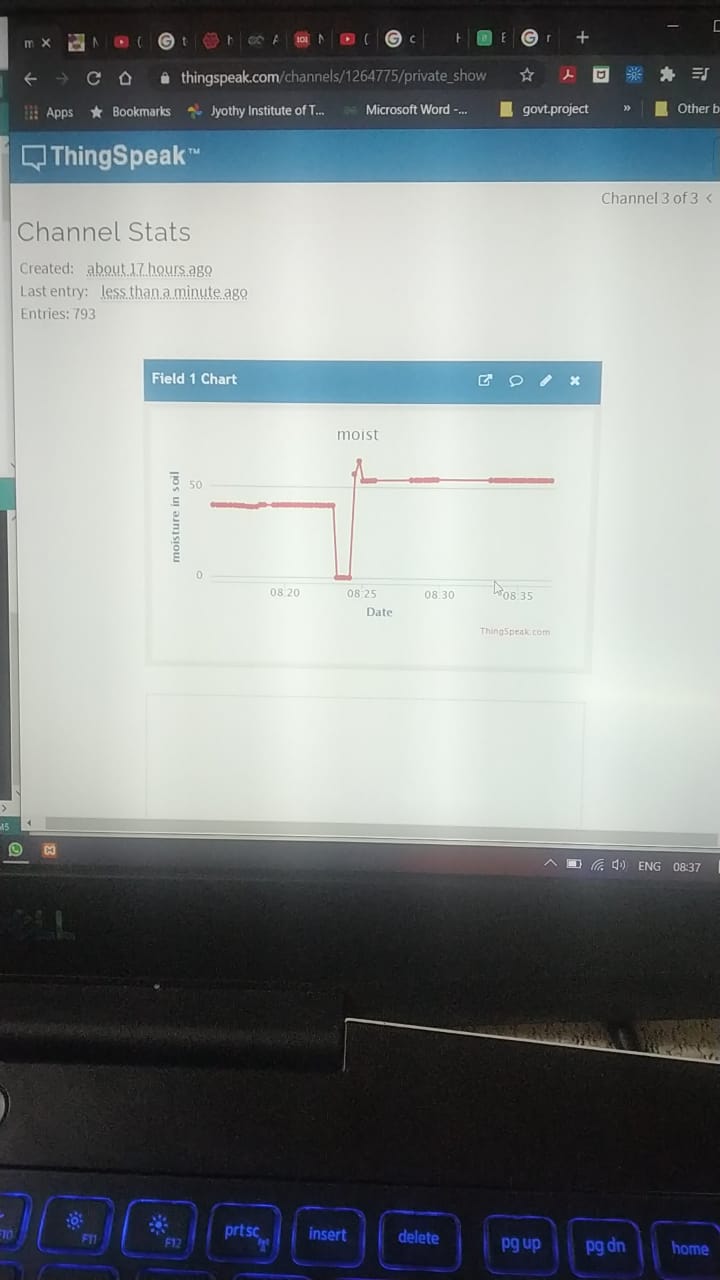 thingspeak.com/channels/1264775/private_show
Apps Bookmarks Jyothy Institute of T... Microsoft Word -... govt.project » Other b
ThingSpeak™
Channel 3 of 3 <
Channel Stats
Created: about 17 hours ago
Last entry: less than a minute ago
Entries: 793
Field 1 Chart
moist
moisture in soil
50
0
08:20 08:25 08:30 08:35
Date
ThingSpeak.com
ENG 08:37
F10 F11 F12 prt sc insert delete pg up pg dn home